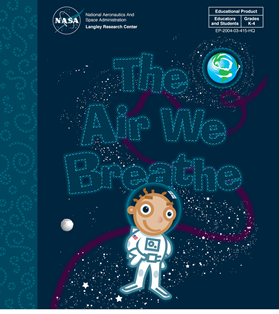 NASA
National Aeronautics And
Space Administration
Langley Research Center
Educational Product
Educators
and Students
Grades
K-4
EP-2004-03-415-HQ
The
Air We
Breathe